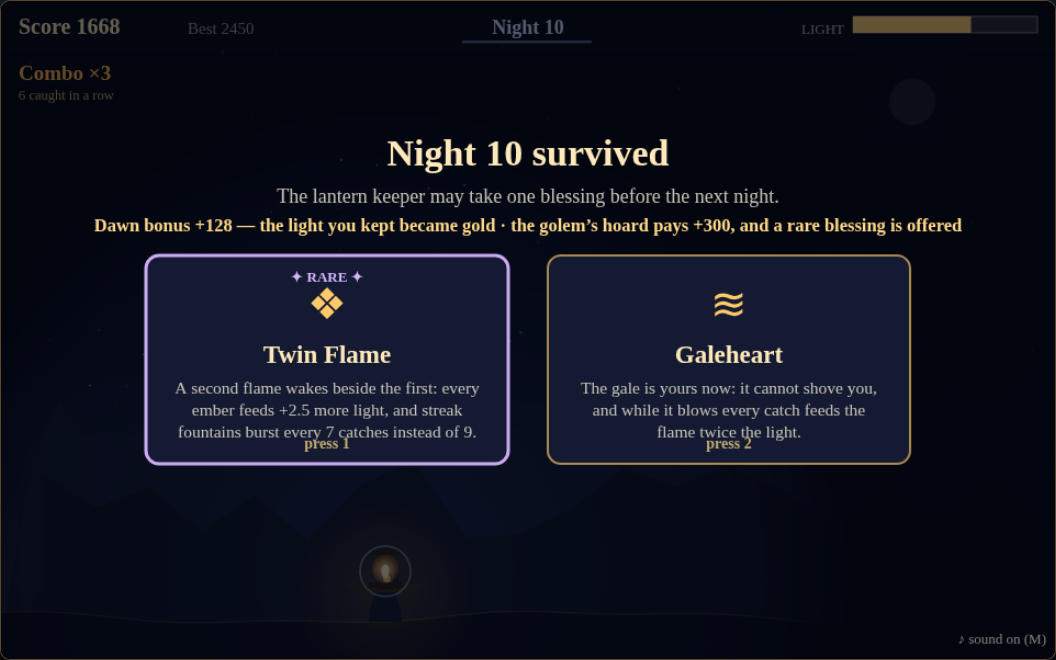 Score 1668
Best 2450
Night 10
LIGHT
Combo ×3
6 caught in a row
Night 10 survived
The lantern keeper may take one blessing before the next night.
Dawn bonus +128 — the light you kept became gold · the golem’s hoard pays +300, and a rare blessing is offered
✦ RARE ✦
Twin Flame
A second flame wakes beside the first: every
ember feeds +2.5 more light, and streak
fountains burst every 7 catches instead of 9.
press 1
Galeheart
The gale is yours now: it cannot shove you,
and while it blows every catch feeds the
flame twice the light.
press 2
♪ sound on (M)